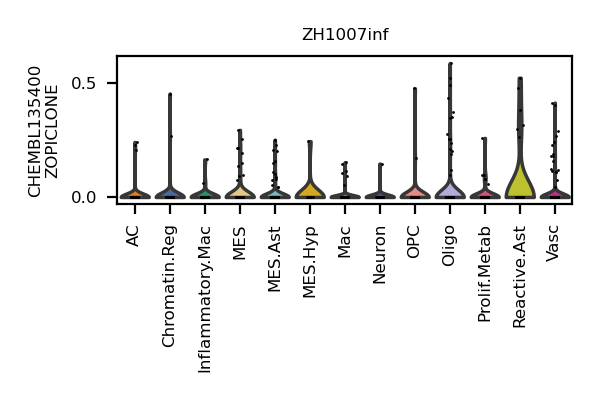 ZH1007inf
CHEMBL135400
ZOPICLONE
0.5
0.0
AC
Chromatin.Reg
Inflammatory.Mac
MES
MES.Ast
MES.Hyp
Mac
Neuron
OPC
Oligo
Prolif.Metab
Reactive.Ast
Vasc